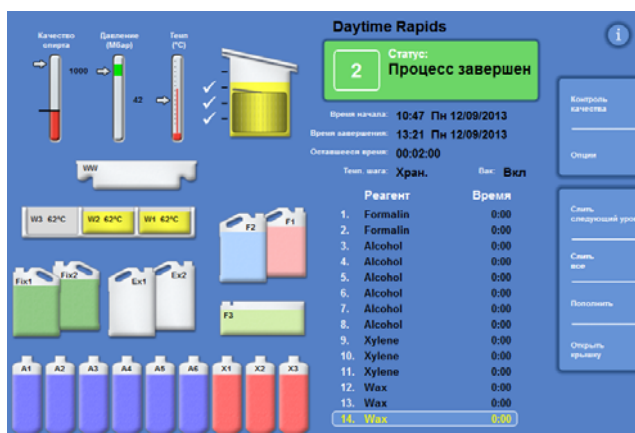 Daytime Rapids
Качество спирта
Давление (Мбар)
Темп (°C)
1000
42
2
Статус:
Процесс завершен
i
Время начала: 10:47 Пн 12/09/2013
Время завершения: 13:21 Пн 12/09/2013
Оставшееся время: 00:02:00
Темп. шага: Хран. Вак: Вкл
Контроль качества
Опции
WW
W3 62°C W2 62°C W1 62°C
F2 F1
Fix1 Fix2 Ex1 Ex2
F3
A1 A2 A3 A4 A5 A6 X1 X2 X3
Реагент Время
1. Formalin 0:00
2. Formalin 0:00
3. Alcohol 0:00
4. Alcohol 0:00
5. Alcohol 0:00
6. Alcohol 0:00
7. Alcohol 0:00
8. Alcohol 0:00
9. Xylene 0:00
10. Xylene 0:00
11. Xylene 0:00
12. Wax 0:00
13. Wax 0:00
14. Wax 0:00
Слить
следующий уро
Слить
все
Пополнить
Открыть
крышку